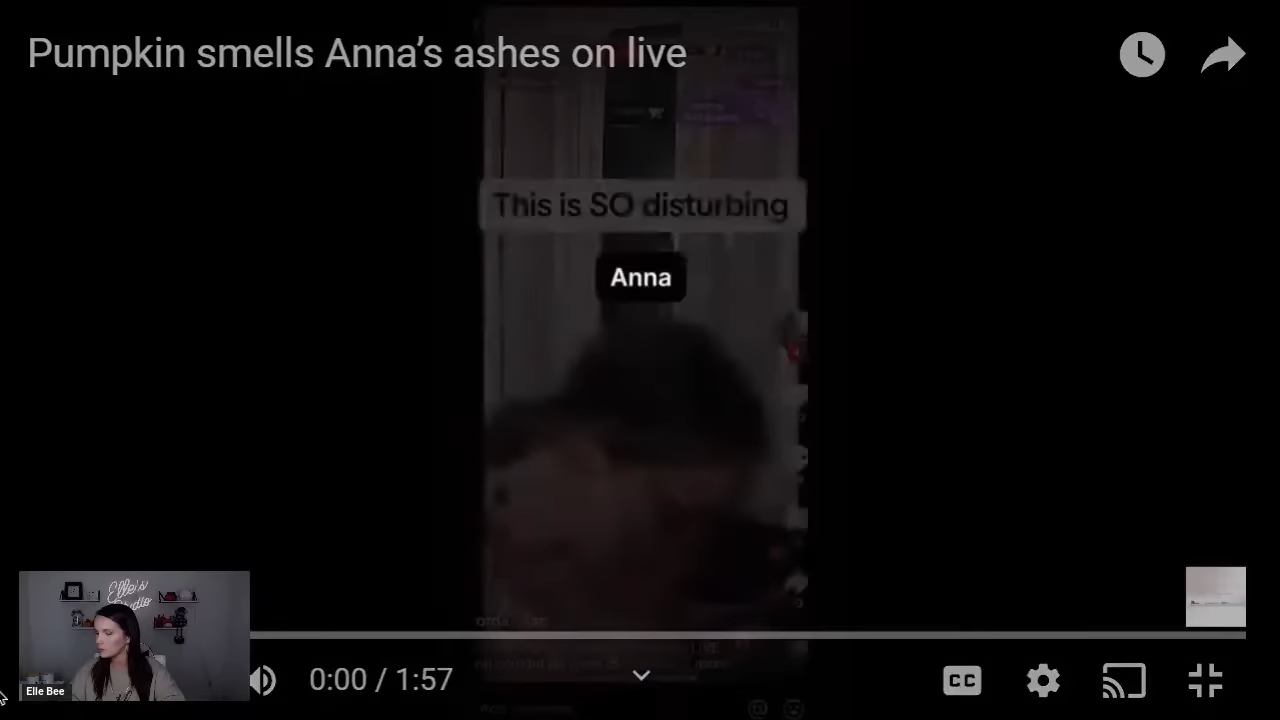 Pumpkin smells Anna’s ashes on live
This is SO disturbing
Anna
Elle's
Studio
Elle Bee
LIVE
0:00 / 1:57
CC